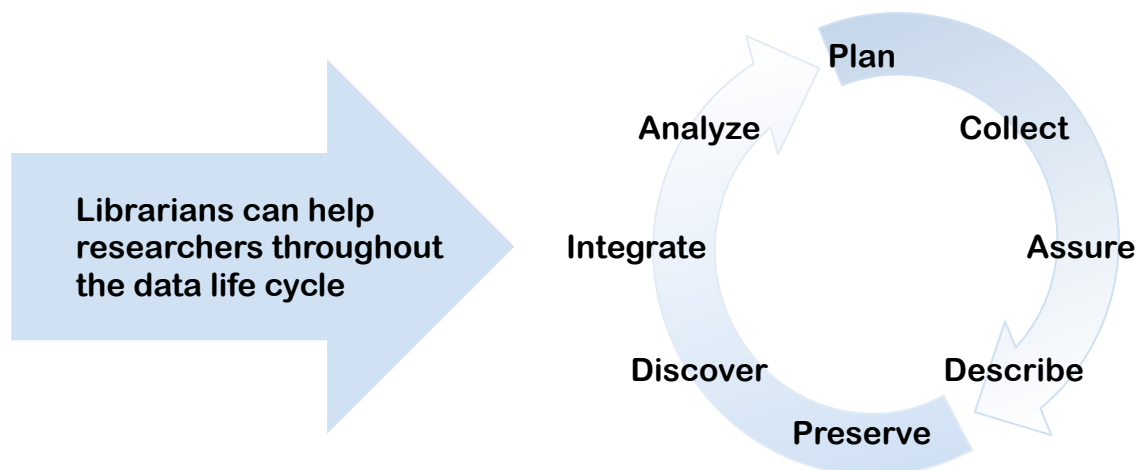 Librarians can help
researchers throughout
the data life cycle
Plan
Collect
Assure
Describe
Preserve
Discover
Integrate
Analyze